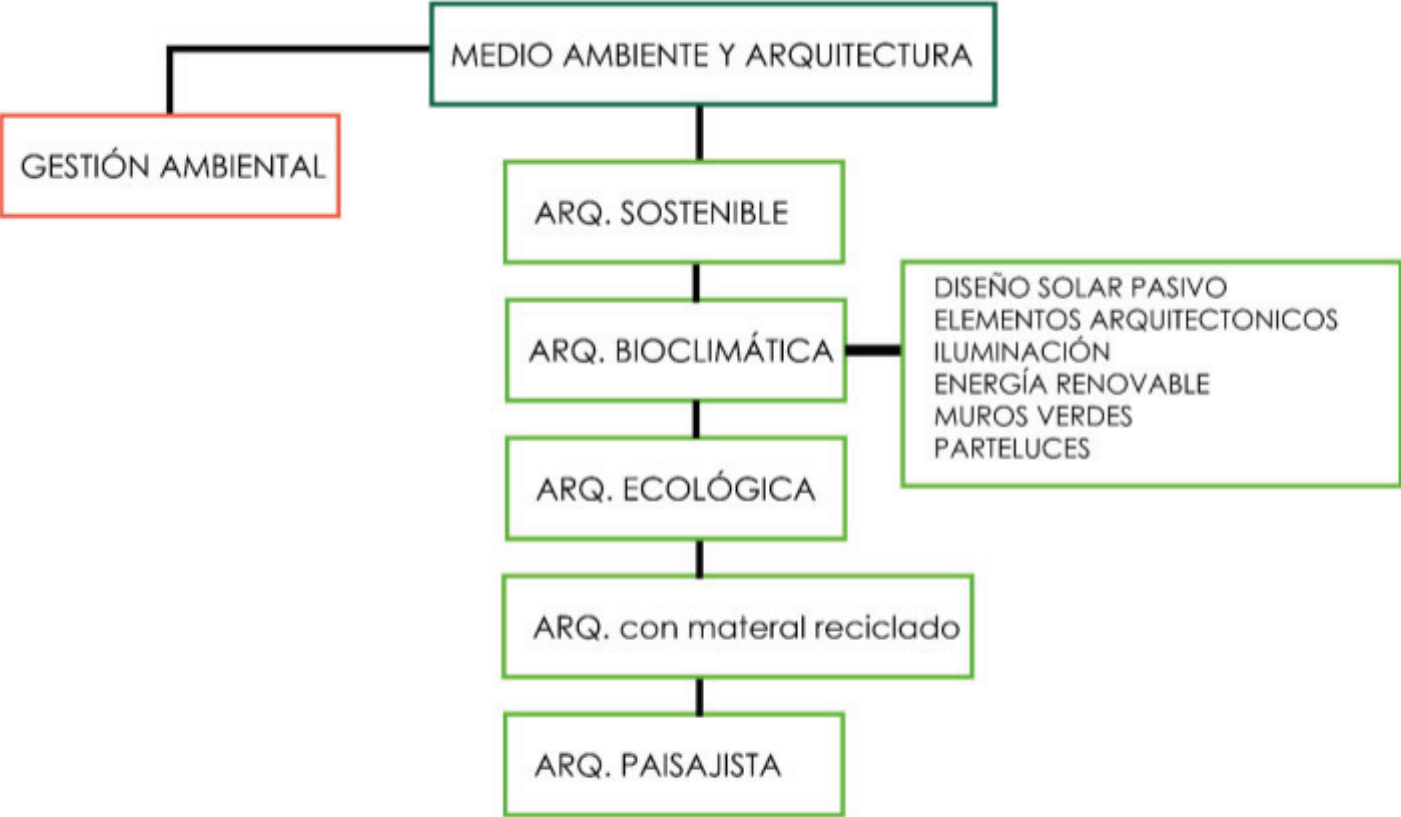 MEDIO AMBIENTE Y ARQUITECTURA
GESTIÓN AMBIENTAL
ARQ. SOSTENIBLE
ARQ. BIOCLIMÁTICA
DISEÑO SOLAR PASIVO
ELEMENTOS ARQUITECTONICOS
ILUMINACIÓN
ENERGÍA RENOVABLE
MUROS VERDES
PARTELUCES
ARQ. ECOLÓGICA
ARQ. con materal reciclado
ARQ. PAISAJISTA